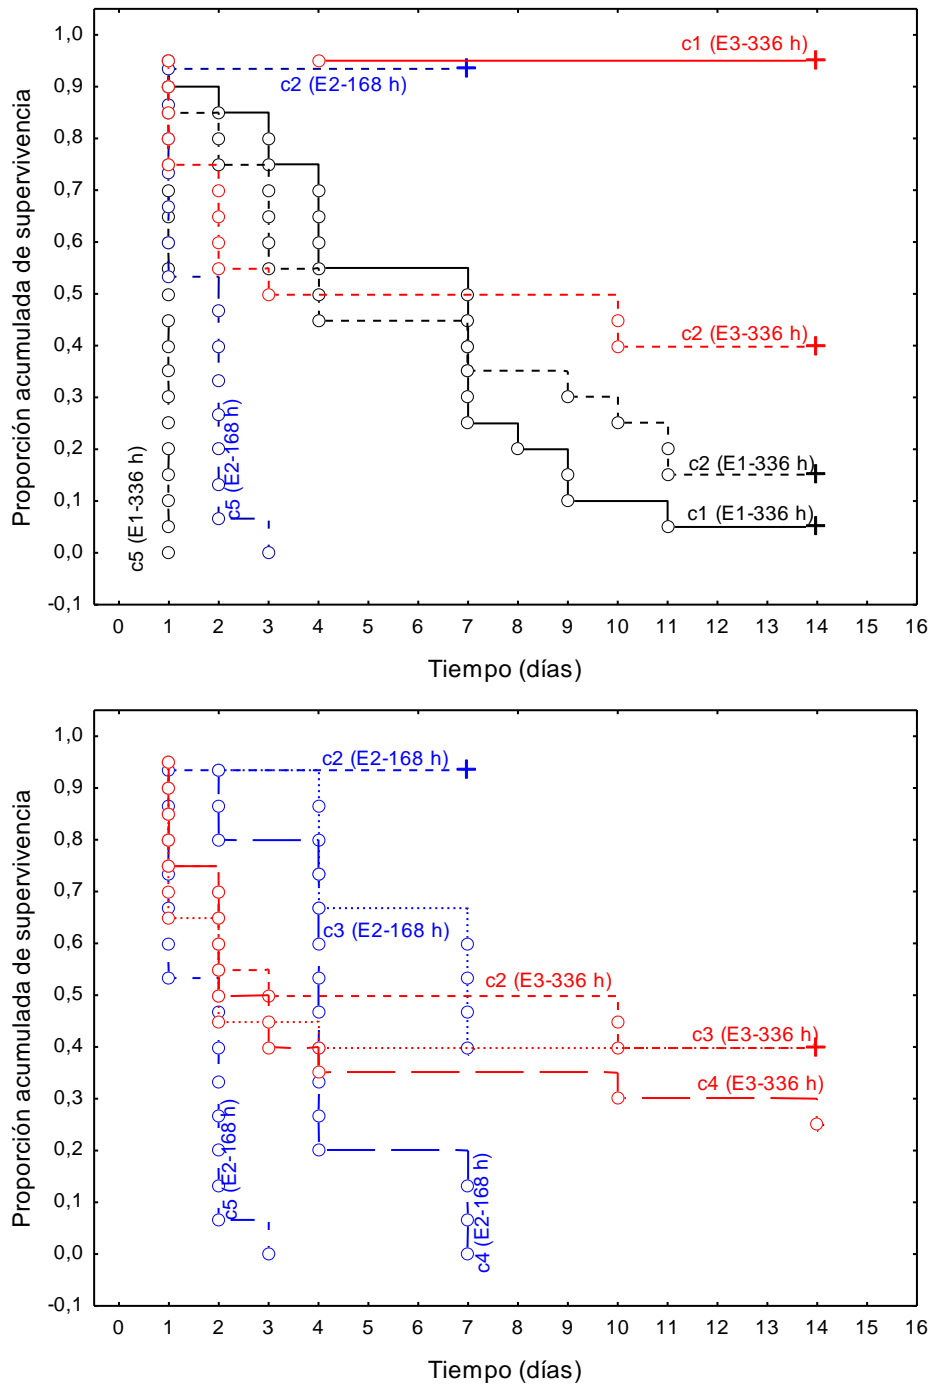 1,0
0,9
0,8
0,7
0,6
0,5
0,4
0,3
0,2
0,1
0,0
-0,1
Proporción acumulada de supervivencia
c1 (E3-336 h)
c2 (E2-168 h)
c2 (E3-336 h)
c2 (E1-336 h)
c1 (E1-336 h)
c5 (E1-336 h)
c5 (E2-168 h)
0 1 2 3 4 5 6 7 8 9 10 11 12 13 14 15 16
Tiempo (días)
1,0
0,9
0,8
0,7
0,6
0,5
0,4
0,3
0,2
0,1
0,0
-0,1
Proporción acumulada de supervivencia
c2 (E2-168 h)
c3 (E2-168 h)
c2 (E3-336 h)
c3 (E3-336 h)
c4 (E3-336 h)
c5 (E2-168 h)
c4 (E2-168 h)
0 1 2 3 4 5 6 7 8 9 10 11 12 13 14 15 16
Tiempo (días)